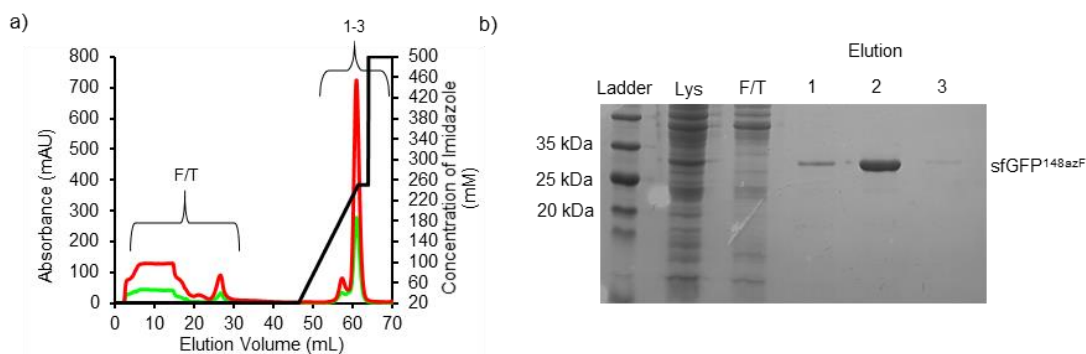 a)
1-3
F/T
800
700
600
500
400
300
200
100
0
Absorbance (mAU)
500
460
420
380
340
300
260
220
180
140
100
60
20
Concentration of Imidazole
(mM)
0 10 20 30 40 50 60 70
Elution Volume (mL)
b)
Elution
Ladder Lys F/T 1 2 3
35 kDa
25 kDa
20 kDa
sfGFP148azF